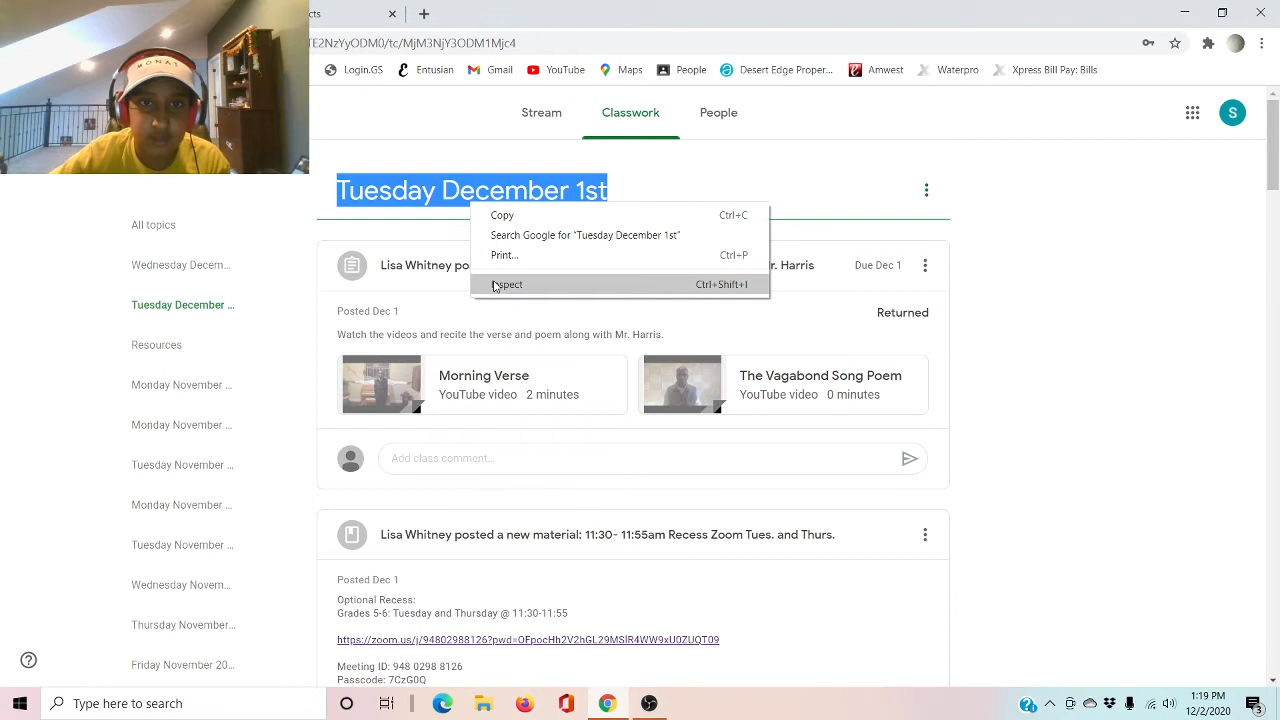 cts
TE2NzYyODM0/tc/MjM3NjY3ODM1Mjc4
Login.GS Entusian Gmail YouTube Maps People Desert Edge Proper... Amwest Waterpro Xpress Bill Pay: Bills
MONAT
Stream Classwork People
S
Tuesday December 1st
Copy Ctrl+C
Search Google for “Tuesday December 1st”
Print... Ctrl+P
Inspect Ctrl+Shift+I
All topics
Wednesday Decem...
Tuesday December ...
Resources
Monday November ...
Monday November ...
Tuesday November ...
Monday November ...
Tuesday November ...
Wednesday Novem...
Thursday November...
Friday November 20...
Lisa Whitney po r. Harris Due Dec 1
Posted Dec 1 Returned
Watch the videos and recite the verse and poem along with Mr. Harris.
Morning Verse
YouTube video 2 minutes
The Vagabond Song Poem
YouTube video 0 minutes
Add class comment...
Lisa Whitney posted a new material: 11:30- 11:55am Recess Zoom Tues. and Thurs.
Posted Dec 1
Optional Recess:
Grades 5-6: Tuesday and Thursday @ 11:30-11:55
https://zoom.us/j/94802988126?pwd=OFpocHh2V2hGL29MSlR4WW9xU0ZUQT09
Meeting ID: 948 0298 8126
Passcode: 7CzG0Q
Type here to search
1:19 PM
12/2/2020
3